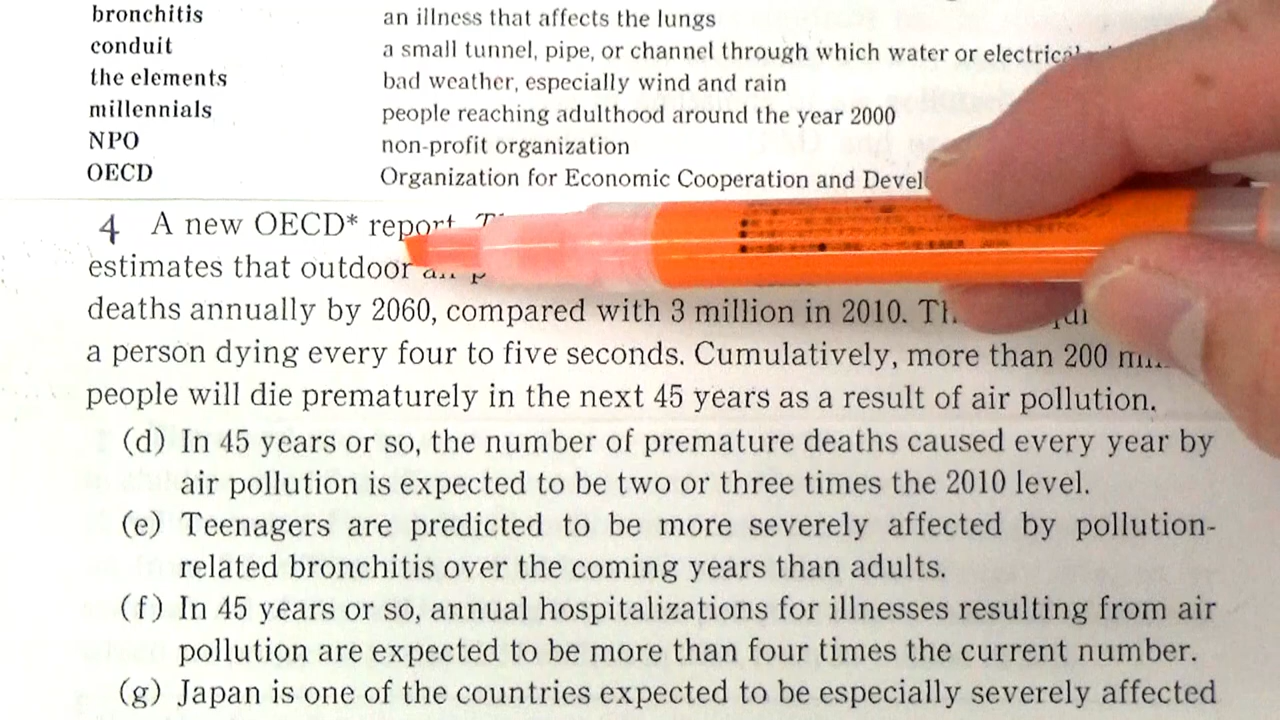 bronchitis an illness that affects the lungs
conduit a small tunnel, pipe, or channel through which water or
the elements bad weather, especially wind and rain
millennials people reaching adulthood around the year 2000
NPO non-profit organization
OECD Organization for Economic Cooperation and
4 A new OECD* report
estimates that outdoor
deaths annually by 2060, compared with 3 million in 2010.
a person dying every four to five seconds. Cumulatively, more than 200
people will die prematurely in the next 45 years as a result of air pollution.
(d) In 45 years or so, the number of premature deaths caused every year by
air pollution is expected to be two or three times the 2010 level.
(e) Teenagers are predicted to be more severely affected by pollution-
related bronchitis over the coming years than adults.
(f) In 45 years or so, annual hospitalizations for illnesses resulting from air
pollution are expected to be more than four times the current number.
(g) Japan is one of the countries expected to be especially severely affected